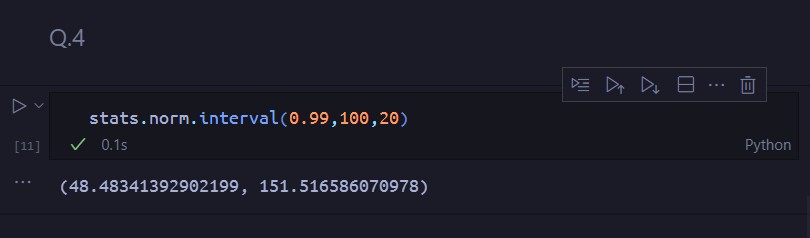 Q.4
stats.norm.interval(0.99,100,20)
[11]
0.1s
Python
(48.48341392902199, 151.516586070978)